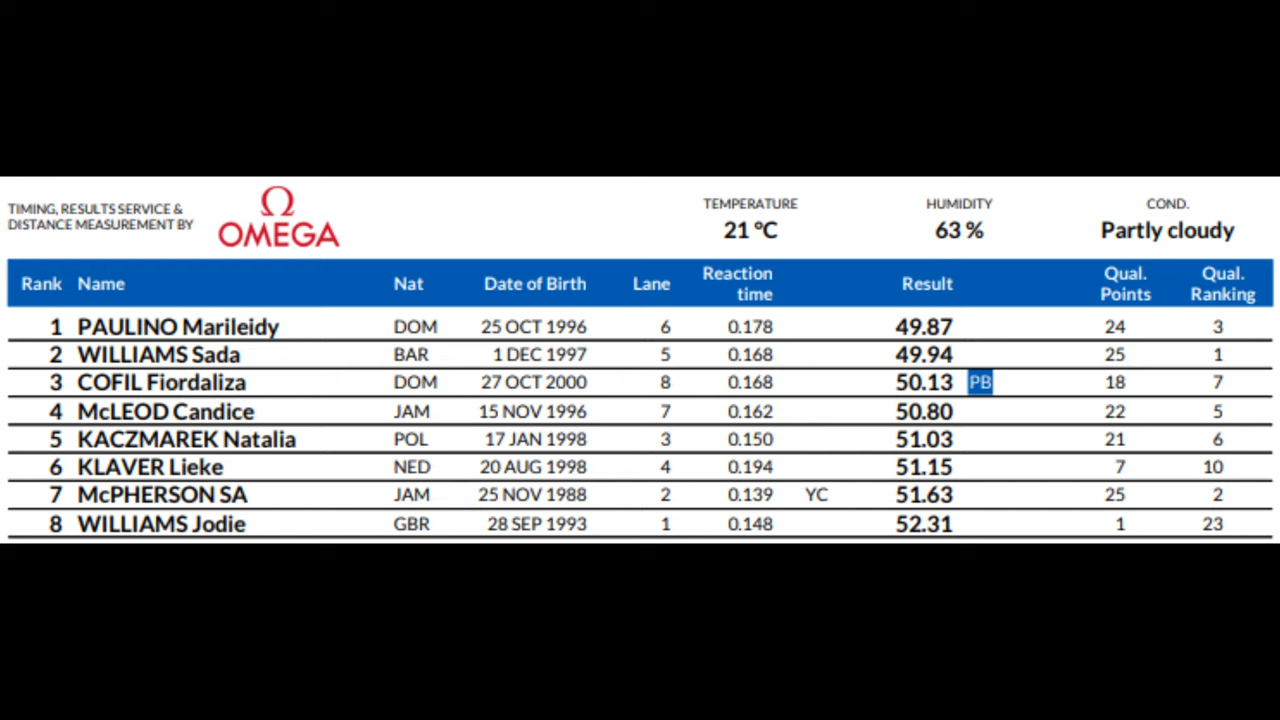 TIMING, RESULTS SERVICE &
DISTANCE MEASUREMENT BY
Ω
OMEGA
TEMPERATURE HUMIDITY COND.
21 °C 63 % Partly cloudy
Rank Name Nat Date of Birth Lane Reaction time Result Qual. Points Qual. Ranking
1 PAULINO Marileidy DOM 25 OCT 1996 6 0.178 49.87 24 3
2 WILLIAMS Sada BAR 1 DEC 1997 5 0.168 49.94 25 1
3 COFIL Fiordaliza DOM 27 OCT 2000 8 0.168 50.13 PB 18 7
4 McLEOD Candice JAM 15 NOV 1996 7 0.162 50.80 22 5
5 KACZMAREK Natalia POL 17 JAN 1998 3 0.150 51.03 21 6
6 KLAVER Lieke NED 20 AUG 1998 4 0.194 51.15 7 10
7 McPHERSON SA JAM 25 NOV 1988 2 0.139 YC 51.63 25 2
8 WILLIAMS Jodie GBR 28 SEP 1993 1 0.148 52.31 1 23